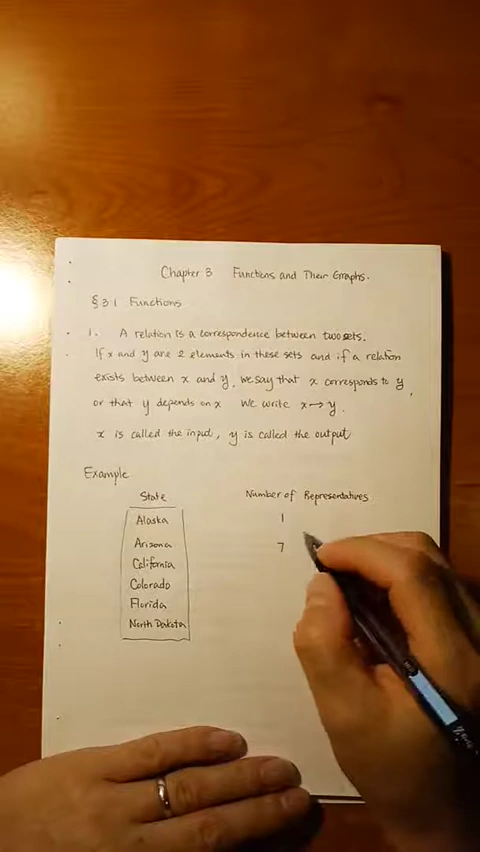 Chapter 3 Functions and Their Graphs.
§ 3.1 Functions
1. A relation is a correspondence between two sets.
If x and y are 2 elements in these sets and if a relation
exists between x and y, we say that x corresponds to y,
or that y depends on x We write x→y.
x is called the input, y is called the output
Example
State Number of Representatives
Alaska 1
Arizona 7
California
Colorado
Florida
North Dakota